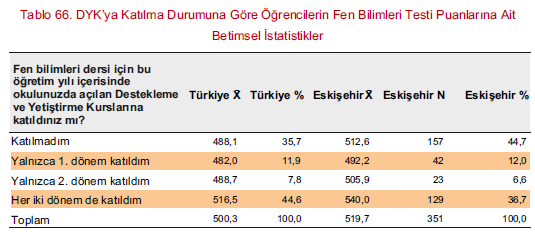 Tablo 66. DYK'ya Katılma Durumuna Göre Öğrencilerin Fen Bilimleri Testi Puanlarına Ait
Betimsel İstatistikler
Fen bilimleri dersi için bu
öğretim yılı içerisinde
okulunuzda açılan Destekleme
ve Yetiştirme Kurslarına
katıldınız mı?
Türkiye X̄ Türkiye % Eskişehir X̄ Eskişehir N Eskişehir %
Katılmadım 488,1 35,7 512,6 157 44,7
Yalnızca 1. dönem katıldım 482,0 11,9 492,2 42 12,0
Yalnızca 2. dönem katıldım 488,7 7,8 505,9 23 6,6
Her iki dönem de katıldım 516,5 44,6 540,0 129 36,7
Toplam 500,3 100,0 519,7 351 100,0